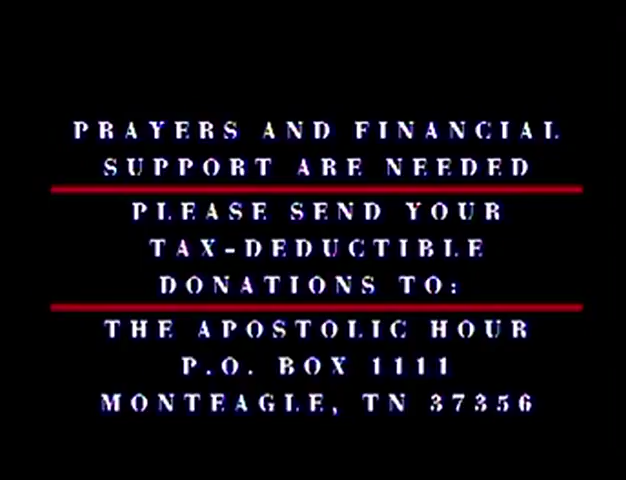 PRAYERS AND FINANCIAL
SUPPORT ARE NEEDED
PLEASE SEND YOUR
TAX-DEDUCTIBLE
DONATIONS TO:
THE APOSTOLIC HOUR
P.O. BOX 1111
MONTEAGLE, TN 37356